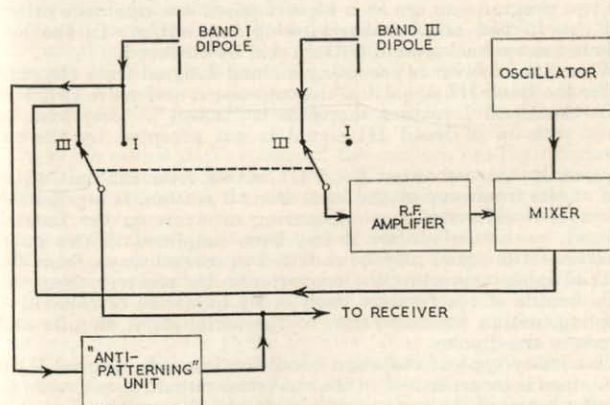 BAND I
DIPOLE
BAND III
DIPOLE
OSCILLATOR
III
I
III
I
R.F.
AMPLIFIER
MIXER
TO RECEIVER
"ANTI-
PATTERNING"
UNIT